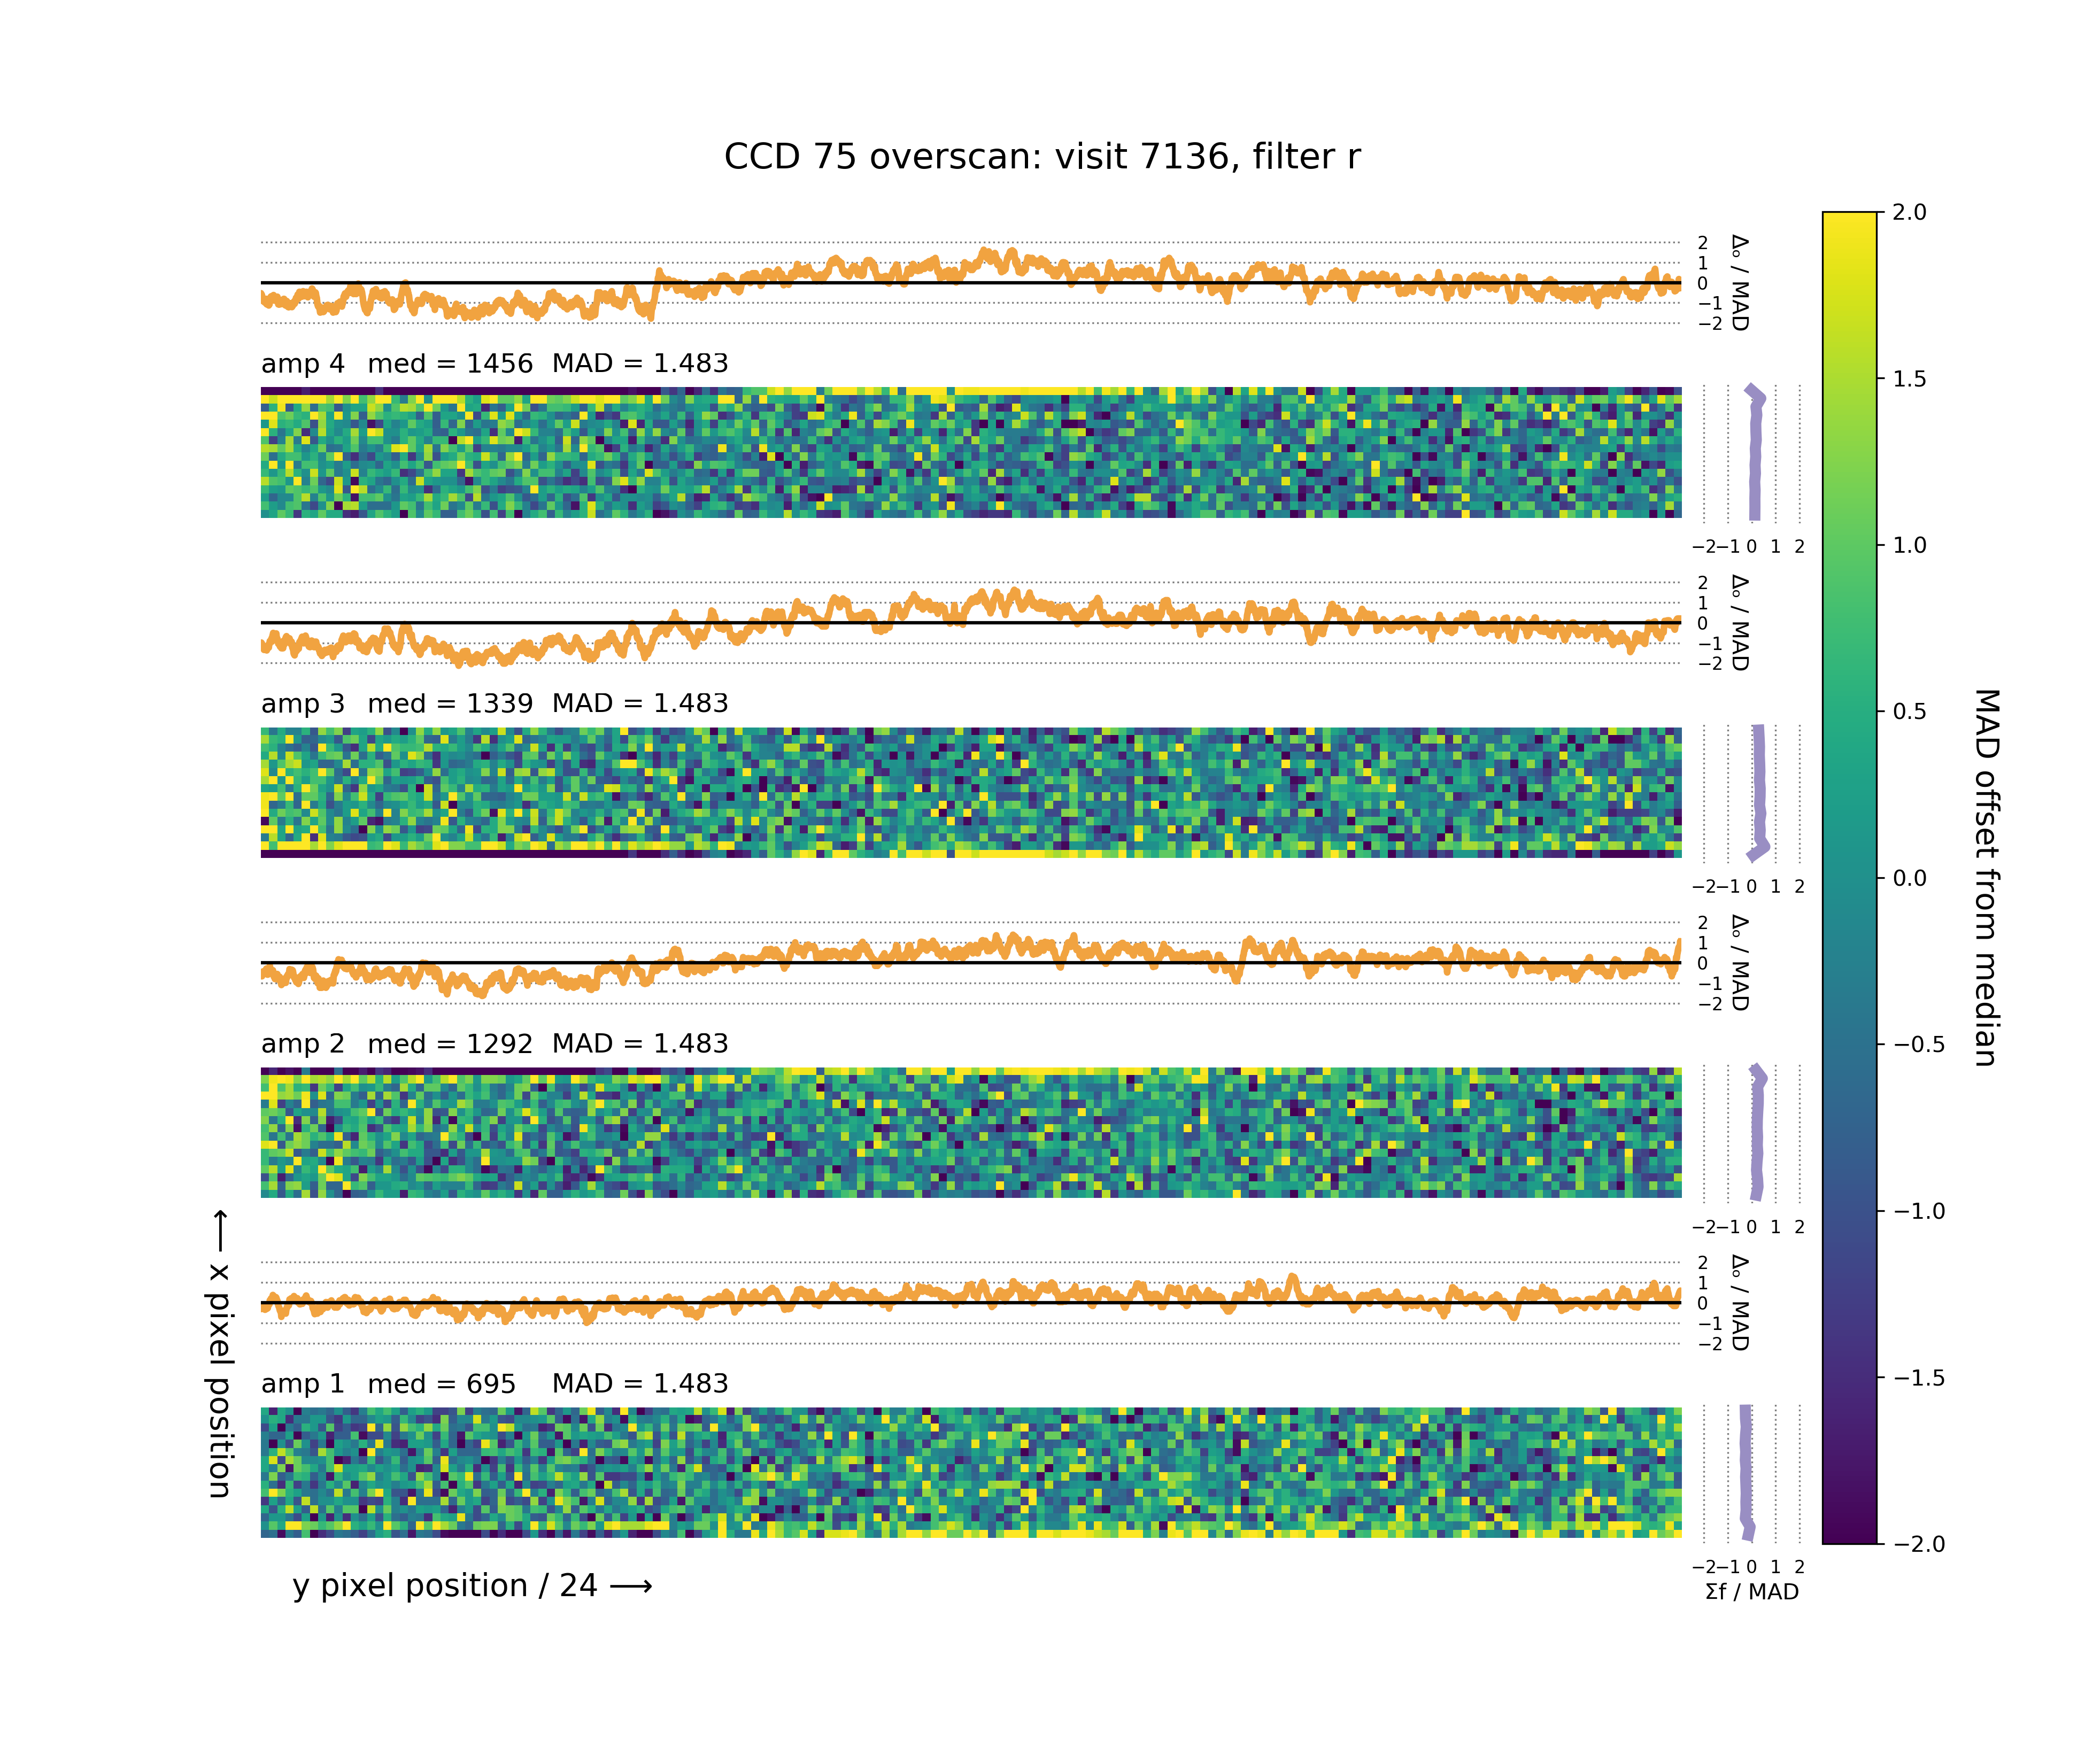 CCD 75 overscan: visit 7136, filter r
2
1
0
−1
−2
Δₒ / MAD
amp 4 med = 1456 MAD = 1.483
−2 −1 0 1 2
2
1
0
−1
−2
Δₒ / MAD
amp 3 med = 1339 MAD = 1.483
−2 −1 0 1 2
2
1
0
−1
−2
Δₒ / MAD
amp 2 med = 1292 MAD = 1.483
−2 −1 0 1 2
2
1
0
−1
−2
Δₒ / MAD
amp 1 med = 695 MAD = 1.483
−2 −1 0 1 2
Σf / MAD
⟵ x pixel position
y pixel position / 24 ⟶
2.0
1.5
1.0
0.5
0.0
−0.5
−1.0
−1.5
−2.0
MAD offset from median